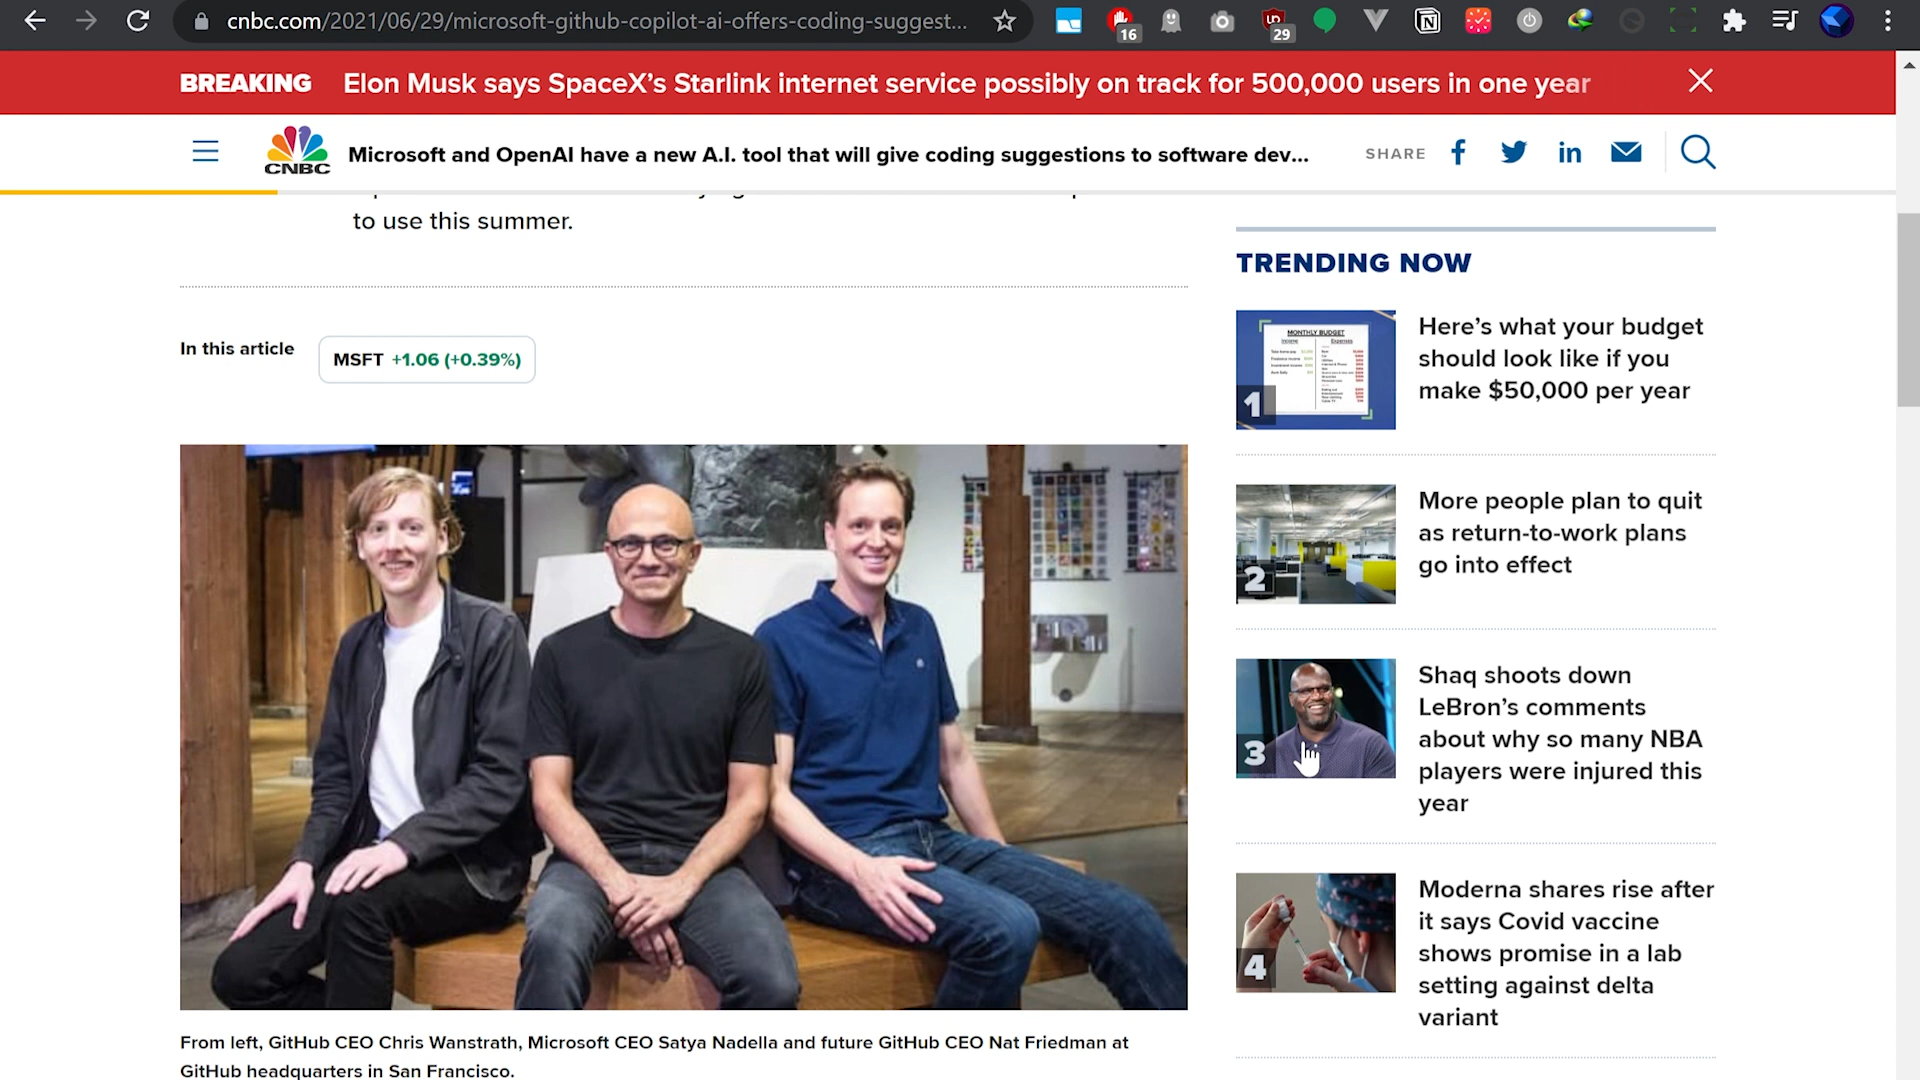 cnbc.com/2021/06/29/microsoft-github-copilot-ai-offers-coding-suggest...
16
29
BREAKING Elon Musk says SpaceX’s Starlink internet service possibly on track for 500,000 users in one year
CNBC
Microsoft and OpenAI have a new A.I. tool that will give coding suggestions to software dev...
SHARE
to use this summer.
In this article
MSFT +1.06 (+0.39%)
From left, GitHub CEO Chris Wanstrath, Microsoft CEO Satya Nadella and future GitHub CEO Nat Friedman at
GitHub headquarters in San Francisco.
TRENDING NOW
MONTHLY BUDGET
Income Expenses
1
Here’s what your budget
should look like if you
make $50,000 per year
2
More people plan to quit
as return-to-work plans
go into effect
3
Shaq shoots down
LeBron’s comments
about why so many NBA
players were injured this
year
4
Moderna shares rise after
it says Covid vaccine
shows promise in a lab
setting against delta
variant